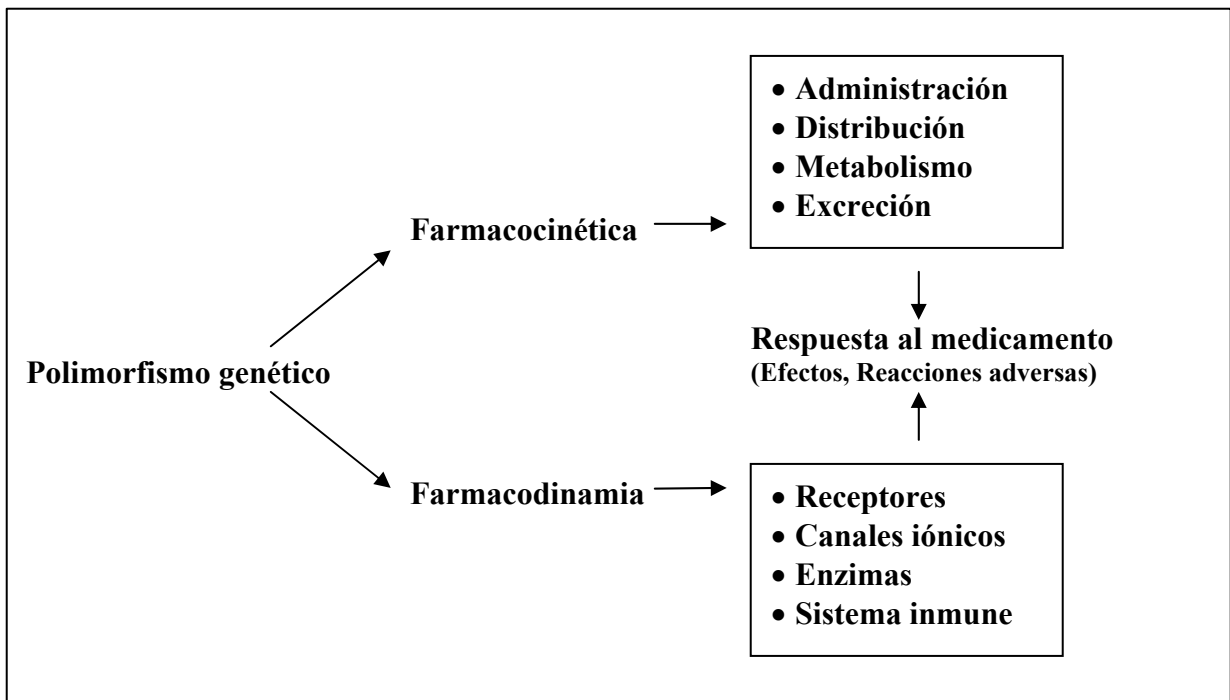 • Administración
• Distribución
• Metabolismo
• Excreción
Farmacocinética
Respuesta al medicamento
(Efectos, Reacciones adversas)
Polimorfismo genético
Farmacodinamia
• Receptores
• Canales iónicos
• Enzimas
• Sistema inmune